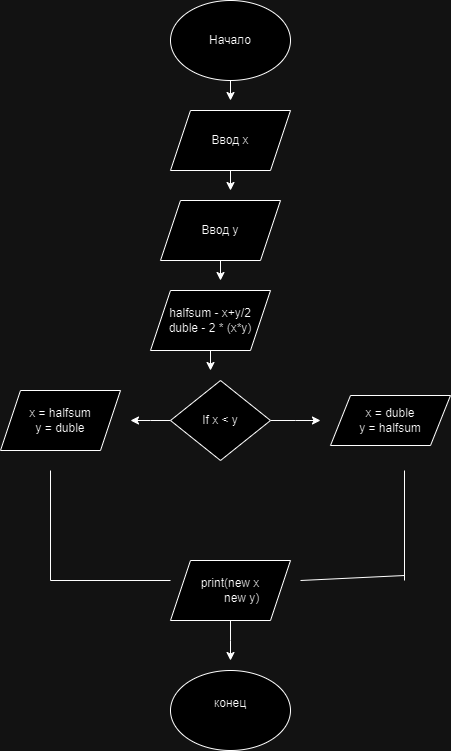 Начало
Ввод x
Ввод y
halfsum - x+y/2
duble - 2 * (x*y)
If x < y
x = halfsum
y = duble
x = duble
y = halfsum
print(new x
new y)
конец